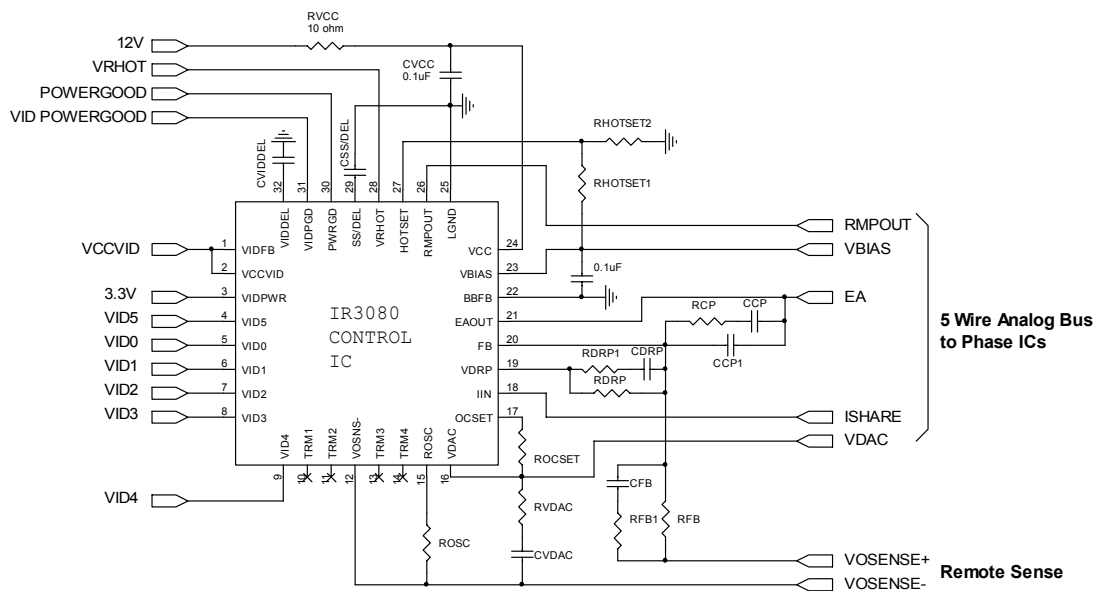 RVCC
10 ohm
12V
VRHOT
POWERGOOD
VID POWERGOOD
CVCC
0.1uF
CVIDDEL
CSS/DEL
RHOTSET2
RHOTSET1
32
31
30
29
28
27
26
25
VIDDEL
VIDPGD
PWRGD
SS/DEL
VRHOT
HOTSET
RMPOUT
LGND
VCCVID
3.3V
VID5
VID0
VID1
VID2
VID3
VID4
1 VIDFB
2 VCCVID
3 VIDPWR
4 VID5
5 VID0
6 VID1
7 VID2
8 VID3
IR3080
CONTROL
IC
VCC 24
VBIAS 23
BBFB 22
EAOUT 21
FB 20
VDRP 19
IIN 18
OCSET 17
VID4
TRM1
TRM2
VOSNS-
TRM3
TRM4
ROSC
VDAC
9
10
11
12
13
14
15
16
0.1uF
RCP
CCP
CCP1
RDRP1
CDRP
RDRP
ROCSET
RVDAC
CVDAC
ROSC
CFB
RFB1
RFB
RMPOUT
VBIAS
EA
ISHARE
VDAC
5 Wire Analog Bus
to Phase ICs
VOSENSE+
VOSENSE-
Remote Sense